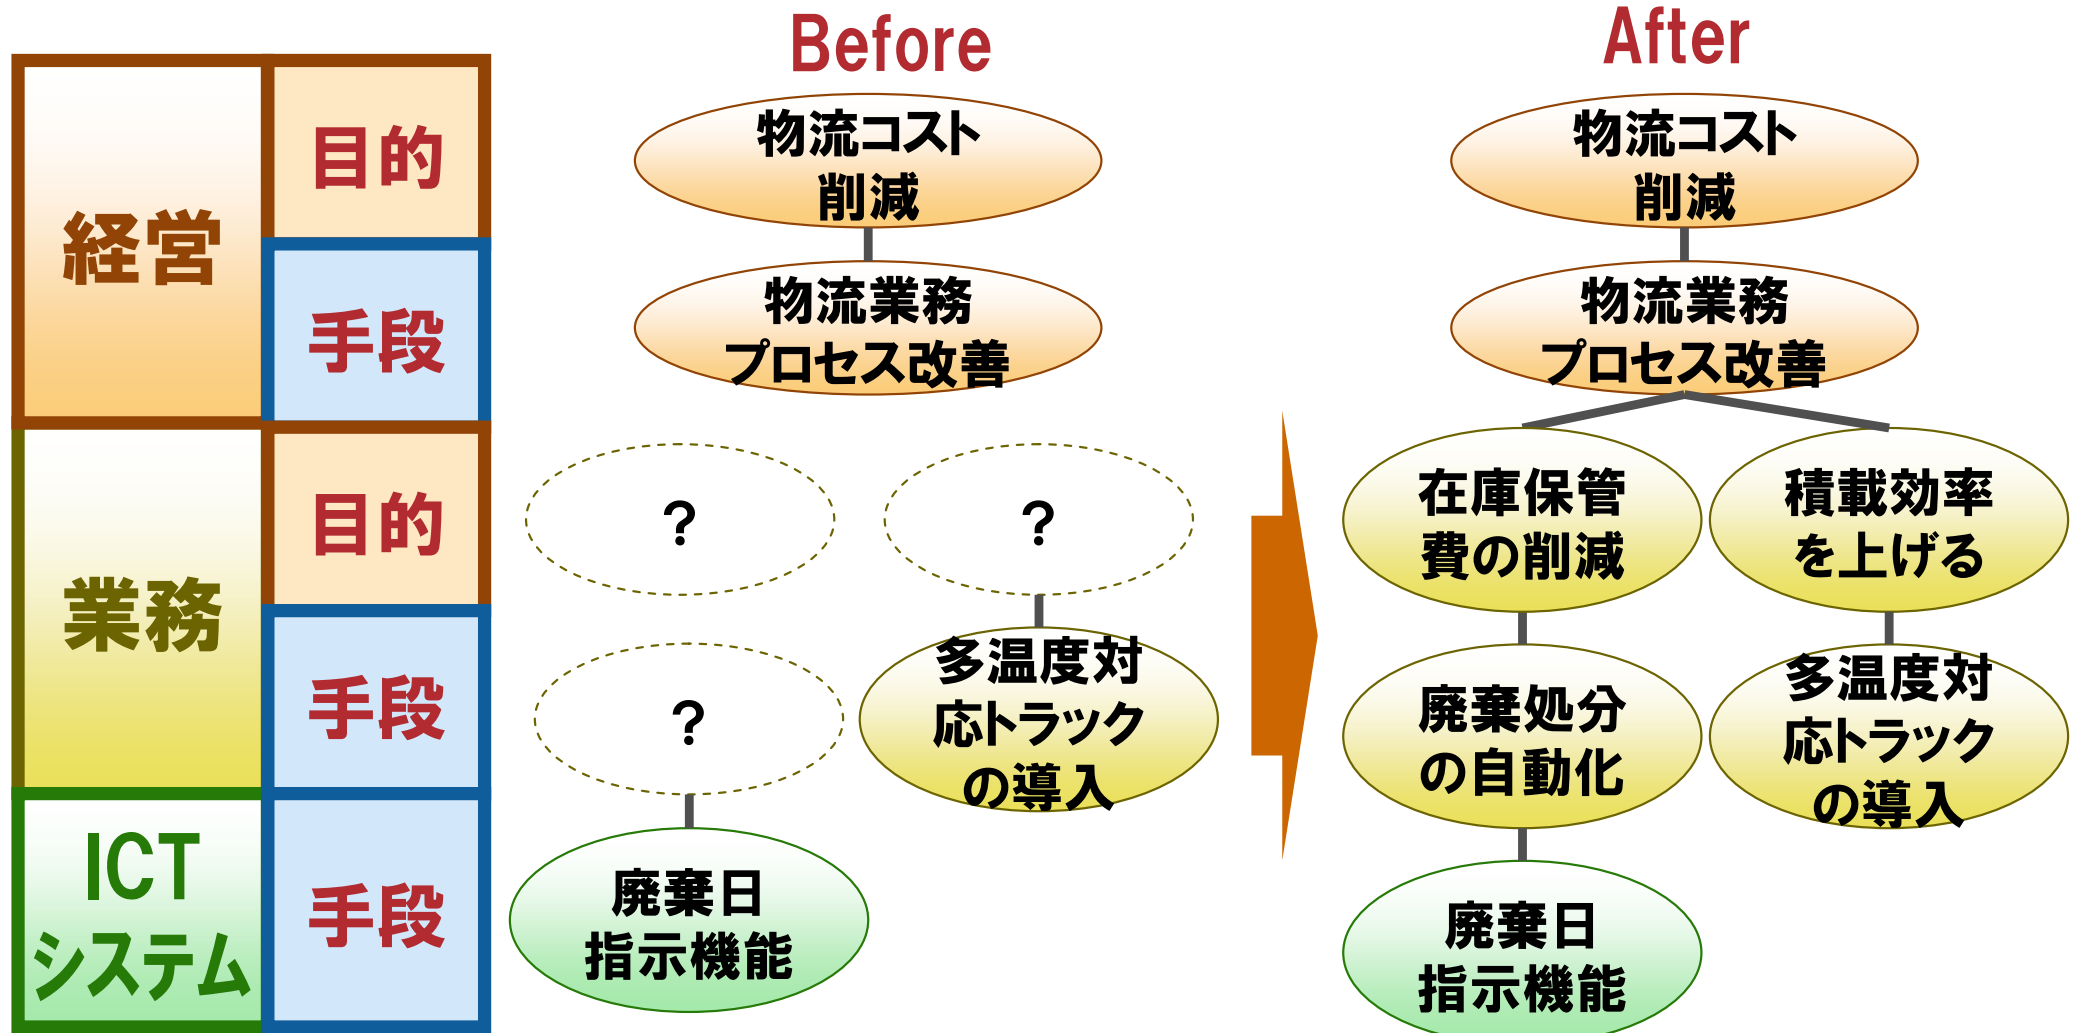 経営
目的
手段
業務
目的
手段
ICT
システム
手段
Before
物流コスト
削減
物流業務
プロセス改善
?
?
?
多温度対
応トラック
の導入
廃棄日
指示機能
After
物流コスト
削減
物流業務
プロセス改善
在庫保管
費の削減
積載効率
を上げる
廃棄処分
の自動化
多温度対
応トラック
の導入
廃棄日
指示機能